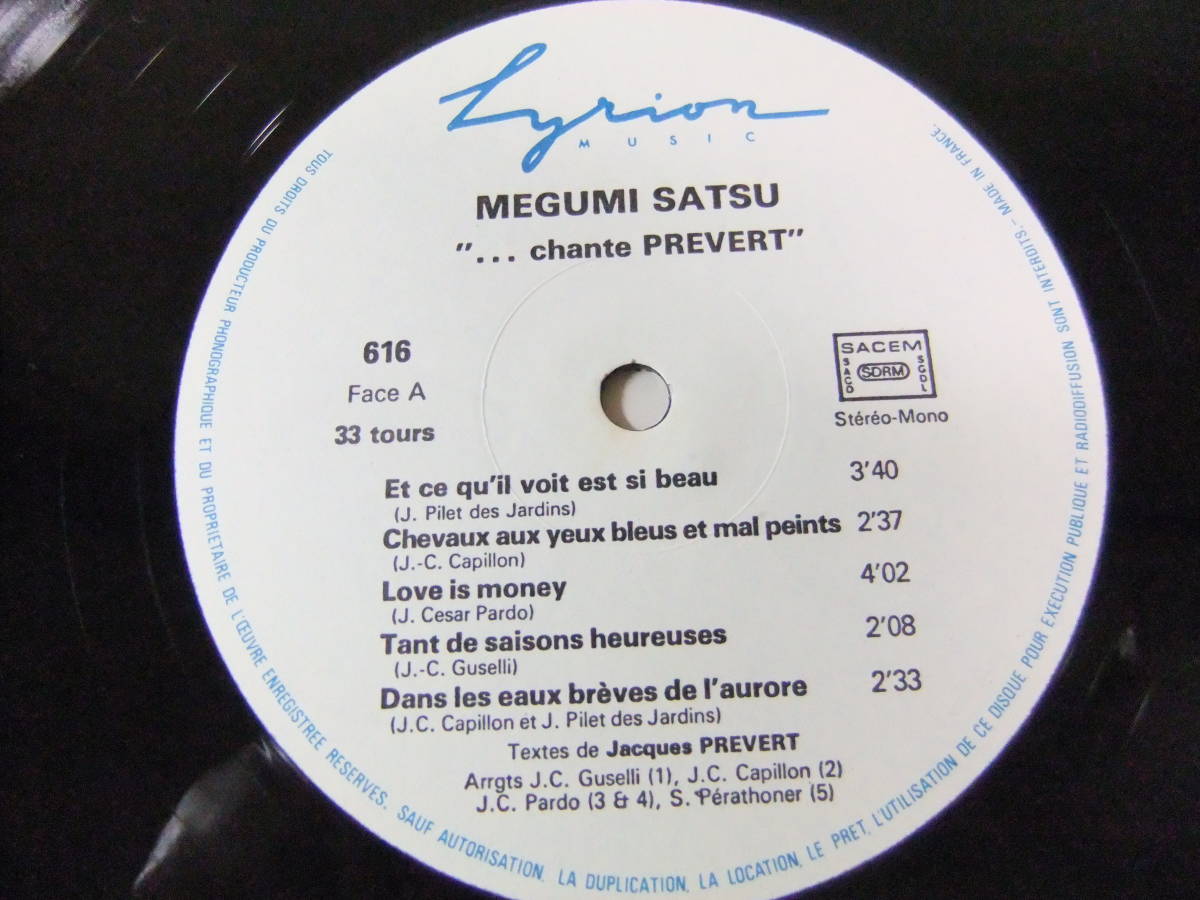 Lyrion
MUSIC
MEGUMI SATSU
"... chante PREVERT"
616
Face A
33 tours
SACEM
SACD
SDRM
SGDL
Stéréo-Mono
Et ce qu'il voit est si beau 3'40
(J. Pilet des Jardins)
Chevaux aux yeux bleus et mal peints 2'37
(J.-C. Capillon)
Love is money 4'02
(J. Cesar Pardo)
Tant de saisons heureuses 2'08
(J.-C. Guselli)
Dans les eaux brèves de l'aurore 2'33
(J.C. Capillon et J. Pilet des Jardins)
Textes de Jacques PREVERT
Arrgts J.C. Guselli (1), J.C. Capillon (2)
J.C. Pardo (3 & 4), S. Pérathoner (5)
TOUS DROITS DU PRODUCTEUR PHONOGRAPHIQUE ET DU PROPRIETAIRE DE L'ŒUVRE ENREGISTREE RESERVES. SAUF AUTORISATION, LA DUPLICATION, LA LOCATION, LE PRET, L'UTILISATION DE CE DISQUE POUR EXECUTION PUBLIQUE ET RADIODIFFUSION SONT INTERDITS. - MADE IN FRANCE.